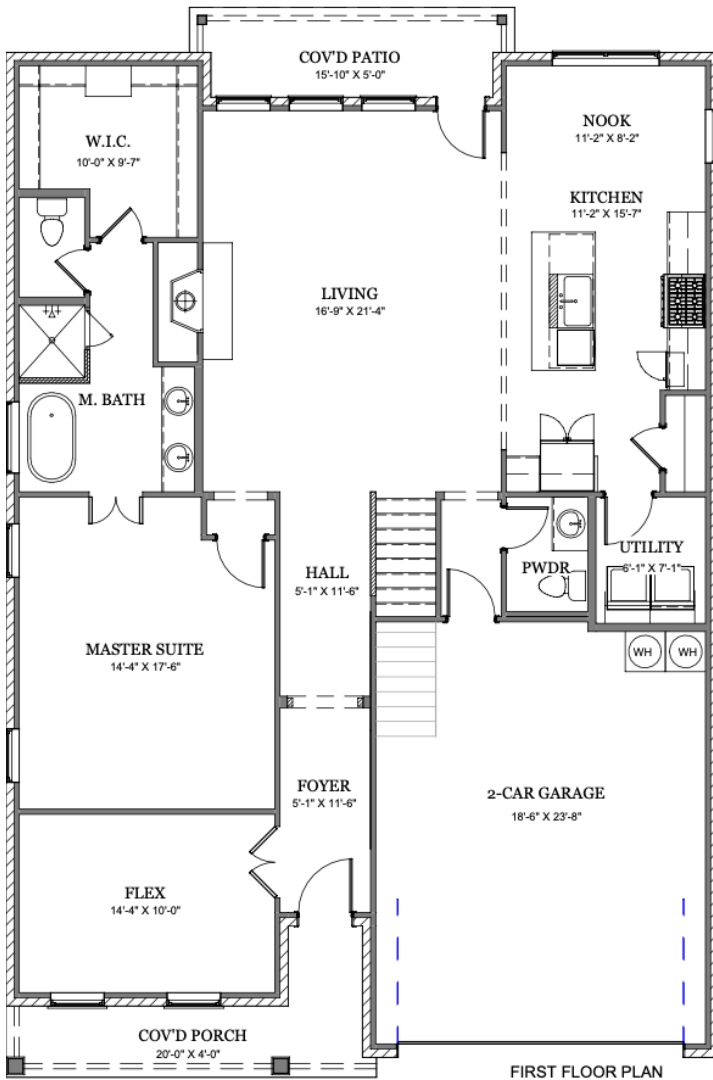 COV'D PATIO
15'-10" X 5'-0"
W.I.C.
10'-0" X 9'-7"
NOOK
11'-2" X 8'-2"
KITCHEN
11'-2" X 15'-7"
LIVING
16'-9" X 21'-4"
M. BATH
HALL
5'-1" X 11'-6"
PWDR
UTILITY
6'-1" X 7'-1"
MASTER SUITE
14'-4" X 17'-6"
WH
WH
FOYER
5'-1" X 11'-6"
2-CAR GARAGE
18'-6" X 23'-8"
FLEX
14'-4" X 10'-0"
COV'D PORCH
20'-0" X 4'-0"
FIRST FLOOR PLAN